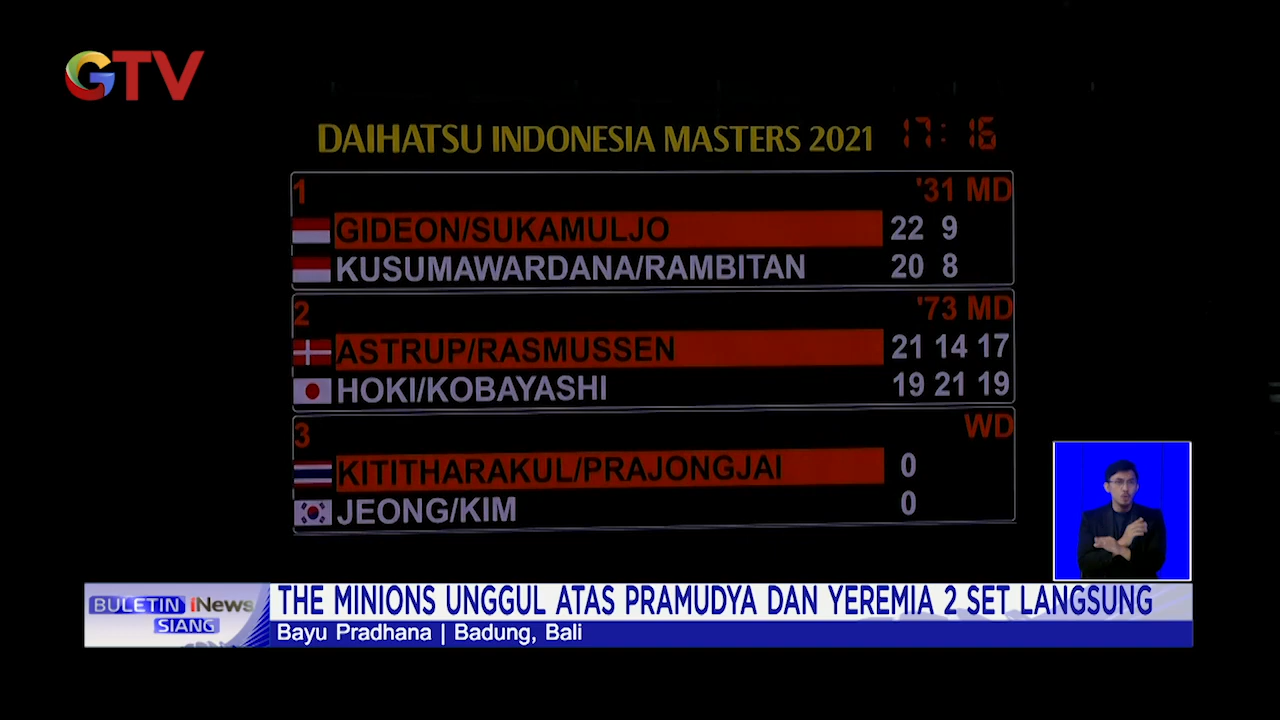 GTV
DAIHATSU INDONESIA MASTERS 2021 17:16
1 '31 MD
GIDEON/SUKAMULJO 22 9
KUSUMAWARDANA/RAMBITAN 20 8
2 '73 MD
ASTRUP/RASMUSSEN 21 14 17
HOKI/KOBAYASHI 19 21 19
3 WD
KITITHARAKUL/PRAJONGJAI 0
JEONG/KIM 0
BULETIN iNews
SIANG
THE MINIONS UNGGUL ATAS PRAMUDYA DAN YEREMIA 2 SET LANGSUNG
Bayu Pradhana | Badung, Bali